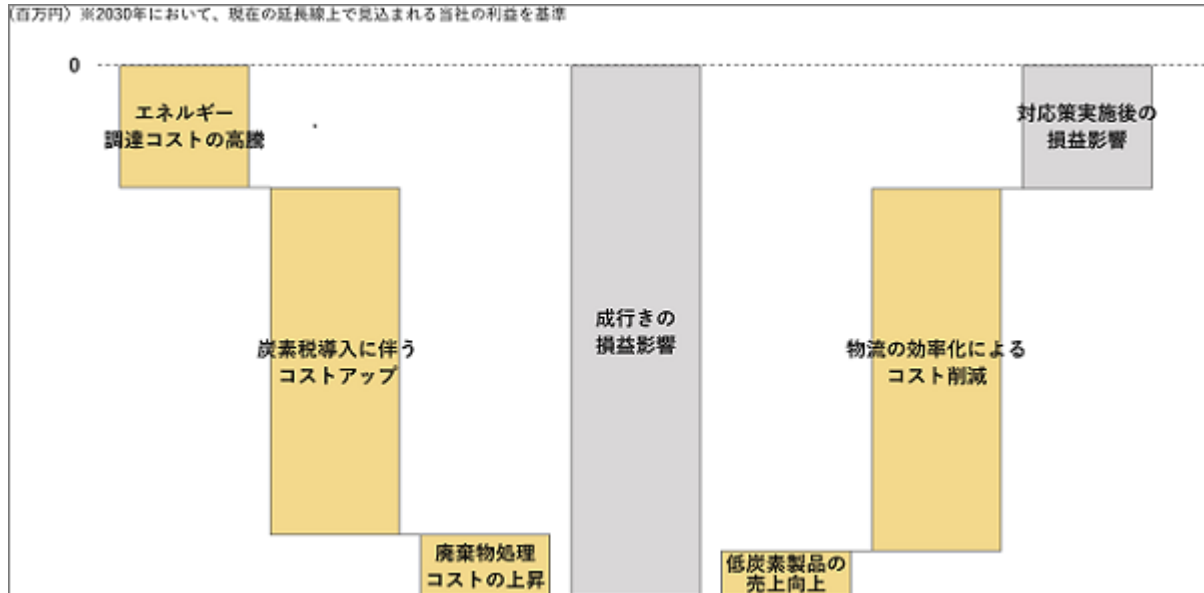 (百万円）※2030年において、現在の延長線上で見込まれる当社の利益を基準
0
エネルギー
調達コストの高騰
炭素税導入に伴う
コストアップ
廃棄物処理
コストの上昇
成行きの
損益影響
低炭素製品の
売上向上
物流の効率化による
コスト削減
対応策実施後の
損益影響